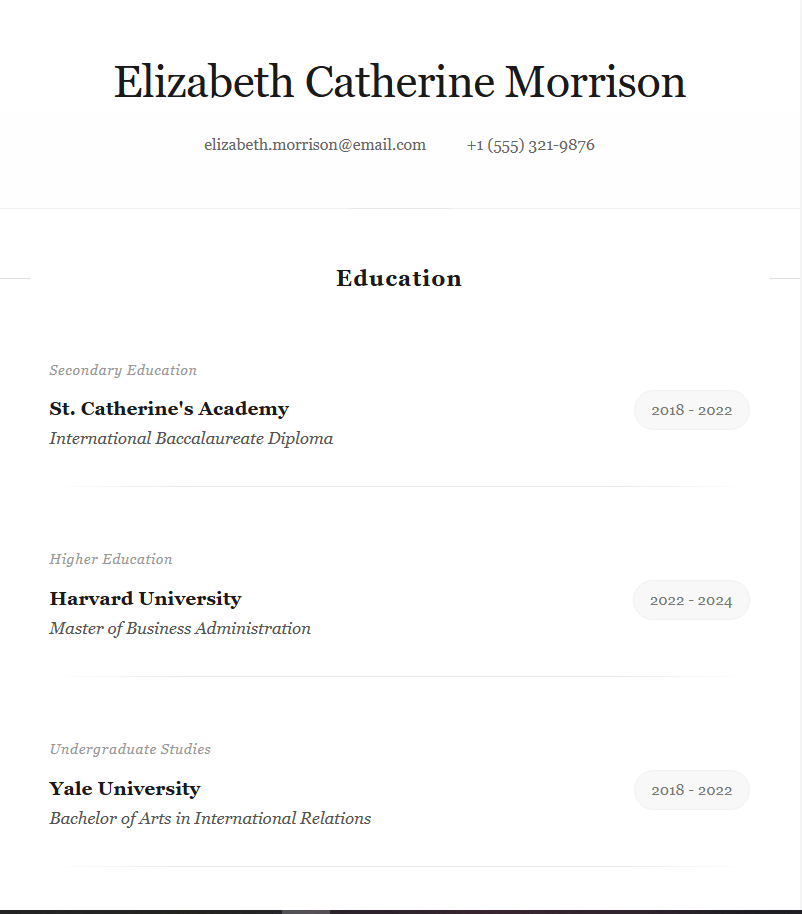 Elizabeth Catherine Morrison
elizabeth.morrison@email.com +1 (555) 321-9876
Education
Secondary Education
St. Catherine's Academy 2018 - 2022
International Baccalaureate Diploma
Higher Education
Harvard University 2022 - 2024
Master of Business Administration
Undergraduate Studies
Yale University 2018 - 2022
Bachelor of Arts in International Relations